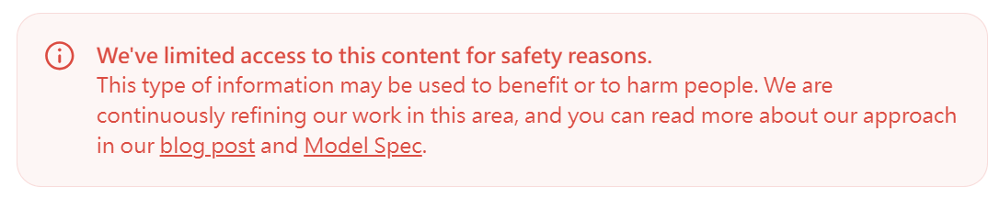 We've limited access to this content for safety reasons.
This type of information may be used to benefit or to harm people. We are
continuously refining our work in this area, and you can read more about our approach
in our blog post and Model Spec.